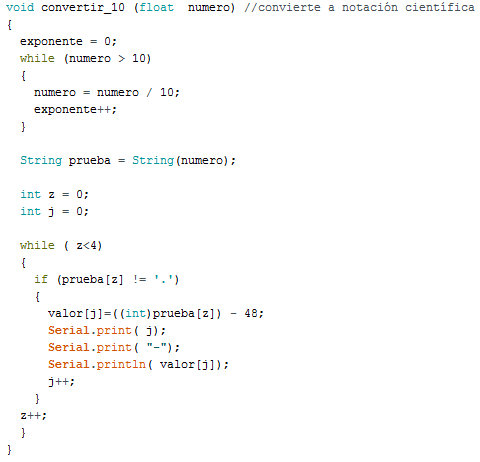 void convertir_10 (float  numero) //convierte a notación científica
{
  exponente = 0;
  while (numero > 10)
  {
    numero = numero / 10;
    exponente++;
  }

  String prueba = String(numero);

  int z = 0;
  int j = 0;

  while ( z<4)
  {
    if (prueba[z] != '.')
    {
      valor[j]=((int)prueba[z]) - 48;
      Serial.print( j);
      Serial.print( "-");
      Serial.println( valor[j]);
      j++;
    }
  z++;
  }
}